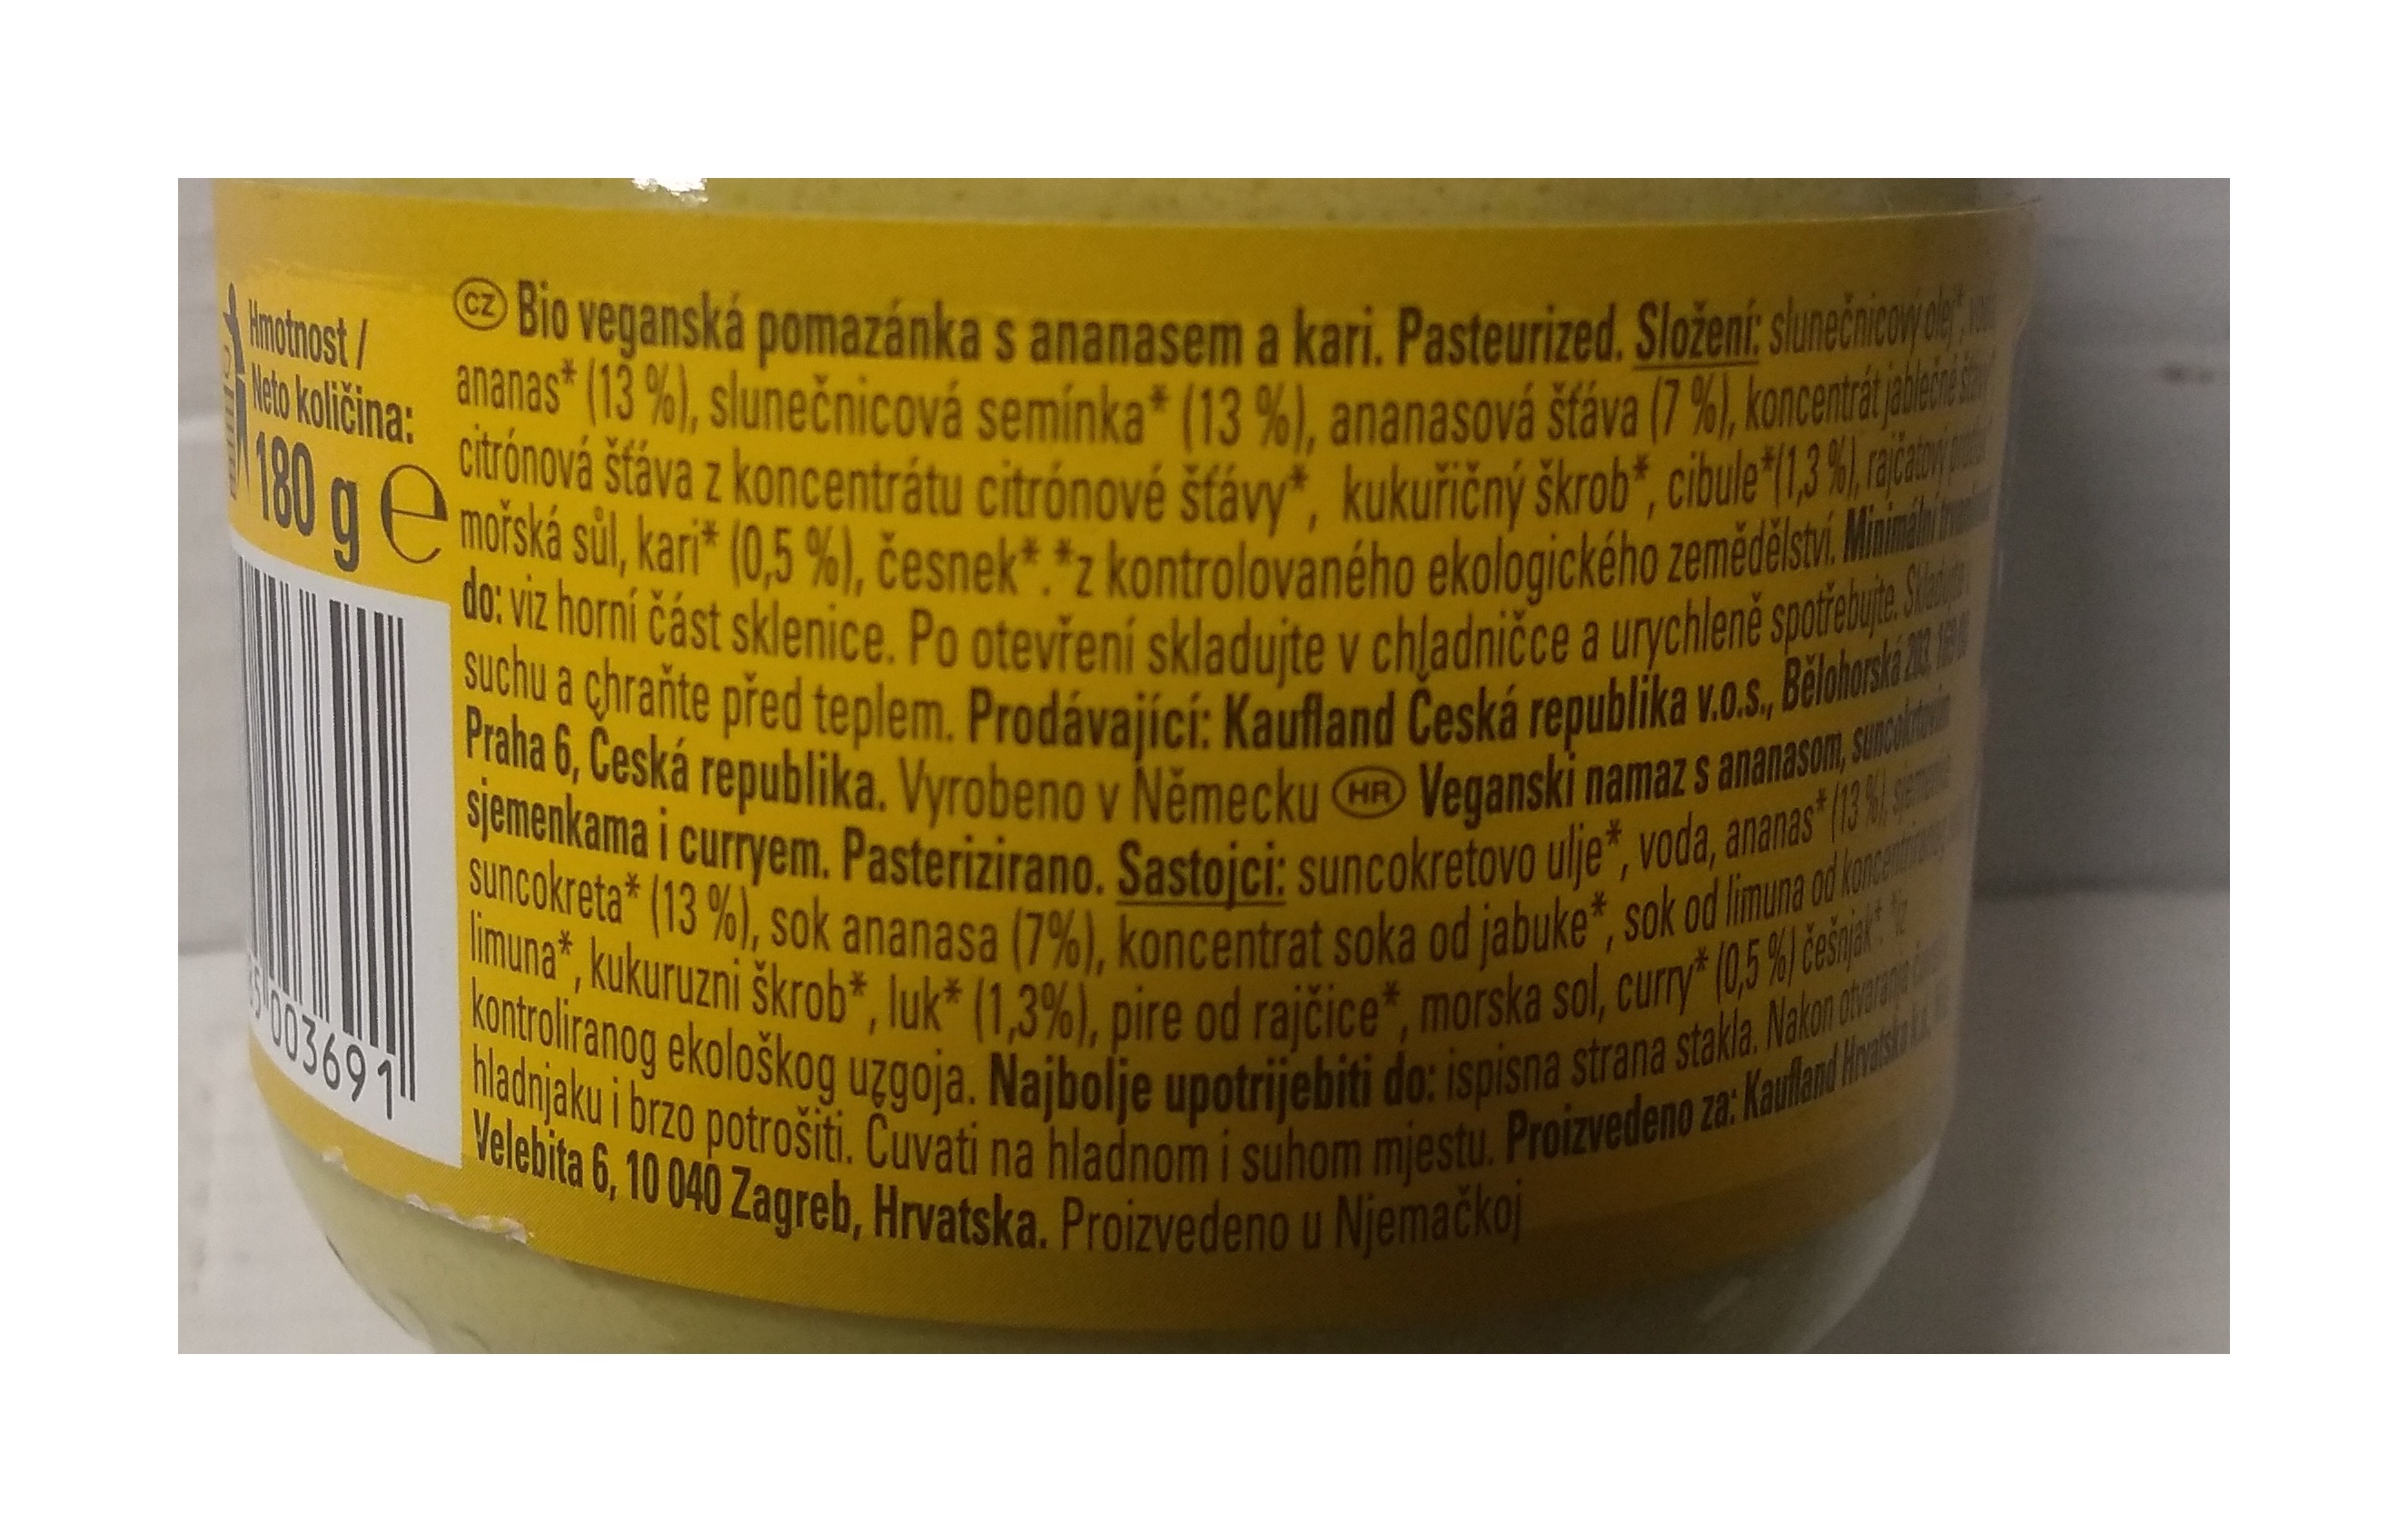 Hmotnost /
Neto količina:
180 g ℮
5 003691
CZ Bio veganská pomazánka s ananasem a kari. Pasteurized. Složení: slunečnicový olej*,
ananas* (13 %), slunečnicová semínka* (13 %), ananasová šťáva (7 %), koncentrát jablečné
citrónová šťáva z koncentrátu citrónové šťávy*, kukuřičný škrob*, cibule*(1,3 %), rajčatový
mořská sůl, kari* (0,5 %), česnek*.*z kontrolovaného ekologického zemědělství. Minimální
do: viz horní část sklenice. Po otevření skladujte v chladničce a urychleně spotřebujte. Skladujte
suchu a chraňte před teplem. Prodávající: Kaufland Česká republika v.o.s., Bělohorská 203,
Praha 6, Česká republika. Vyrobeno v Německu HR Veganski namaz s ananasom,
sjemenkama i curryem. Pasterizirano. Sastojci: suncokretovo ulje*, voda, ananas* (13 %),
suncokreta* (13 %), sok ananasa (7%), koncentrat soka od jabuke*, sok od limuna od
limuna*, kukuruzni škrob*, luk* (1,3%), pire od rajčice*, morska sol, curry* (0,5 %) češnjak*. *iz
kontroliranog ekološkog uzgoja. Najbolje upotrijebiti do: ispisna strana stakla. Nakon otvaranja
hladnjaku i brzo potrošiti. Čuvati na hladnom i suhom mjestu. Proizvedeno za: Kaufland Hrvatska k.d.,
Velebita 6, 10 040 Zagreb, Hrvatska. Proizvedeno u Njemačkoj